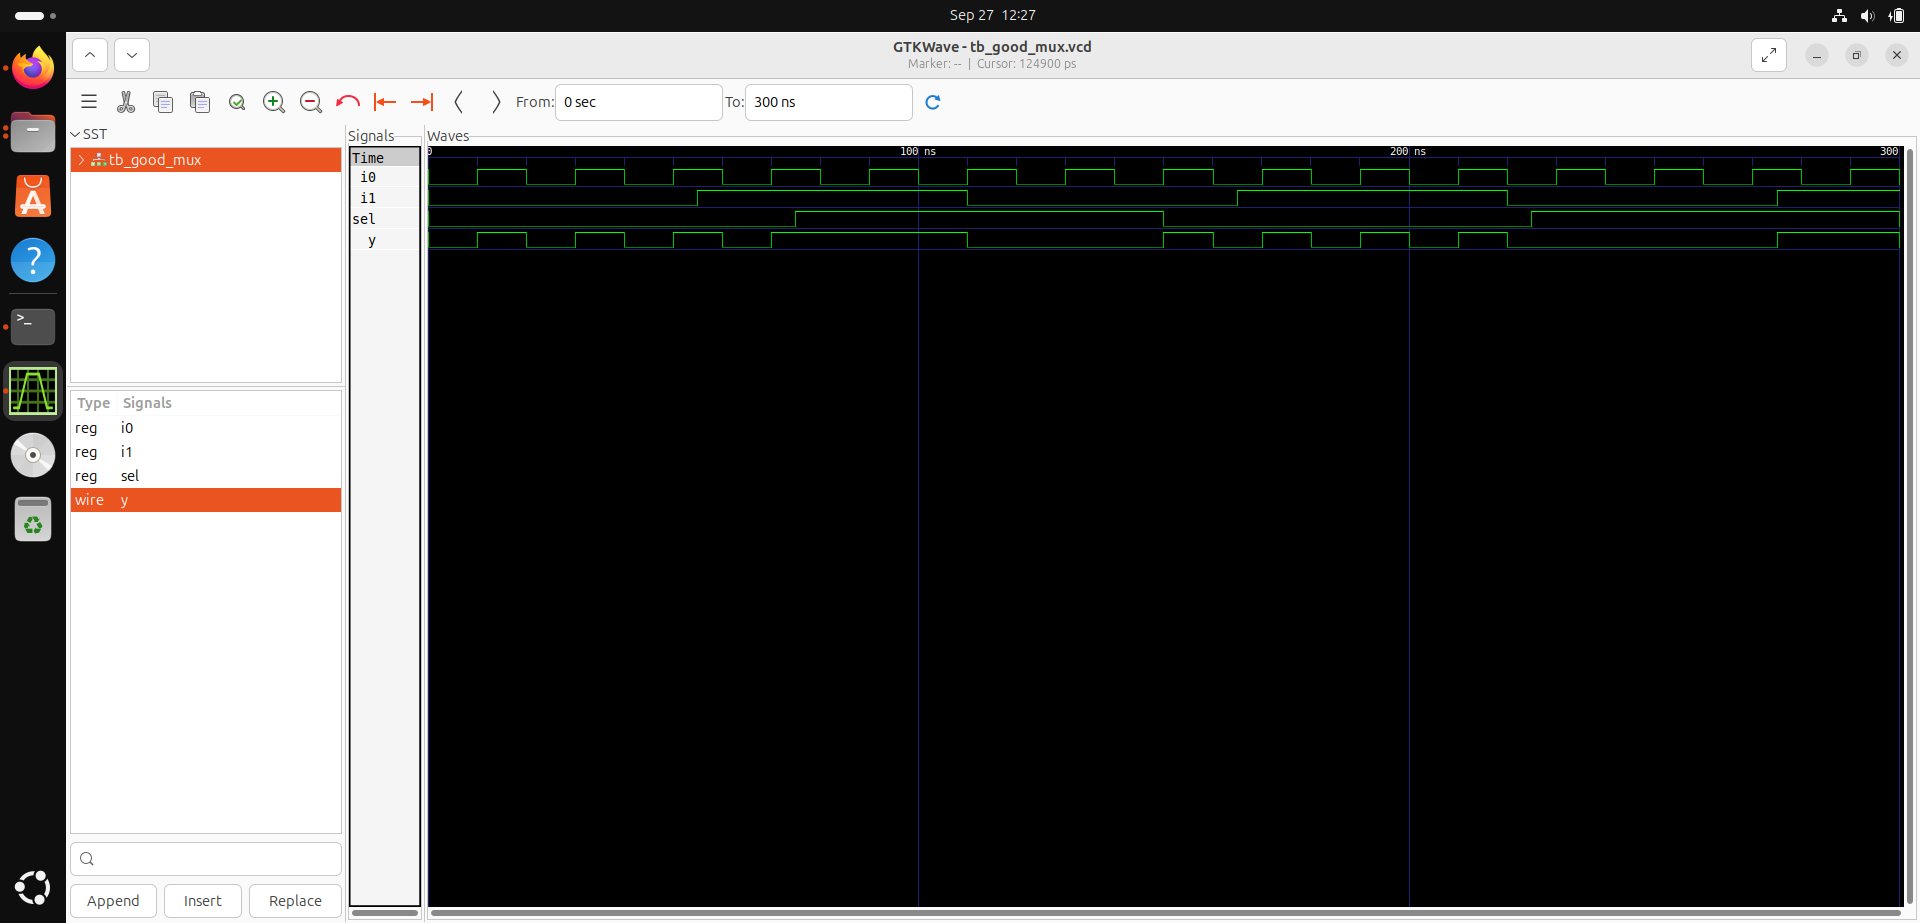 Sep 27 12:27
GTKWave - tb_good_mux.vcd
Marker: -- | Cursor: 124900 ps
From: 0 sec To: 300 ns
SST
tb_good_mux
Type Signals
reg i0
reg i1
reg sel
wire y
Append Insert Replace
Signals
Time
i0
i1
sel
y
Waves
0 100 ns 200 ns 300